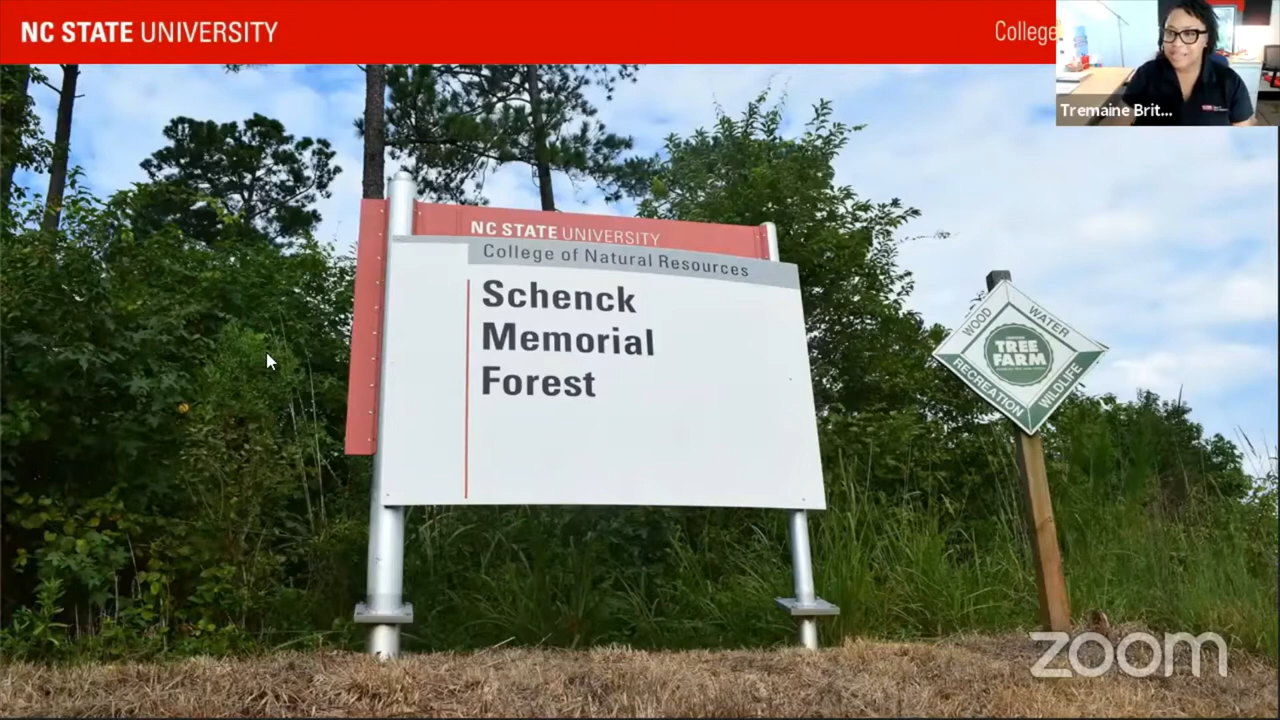 NC STATE UNIVERSITY
College
Tremaine Brit...
NC STATE UNIVERSITY
College of Natural Resources
Schenck
Memorial
Forest
WOOD
WATER
TREE
FARM
RECREATION
WILDLIFE
zoom